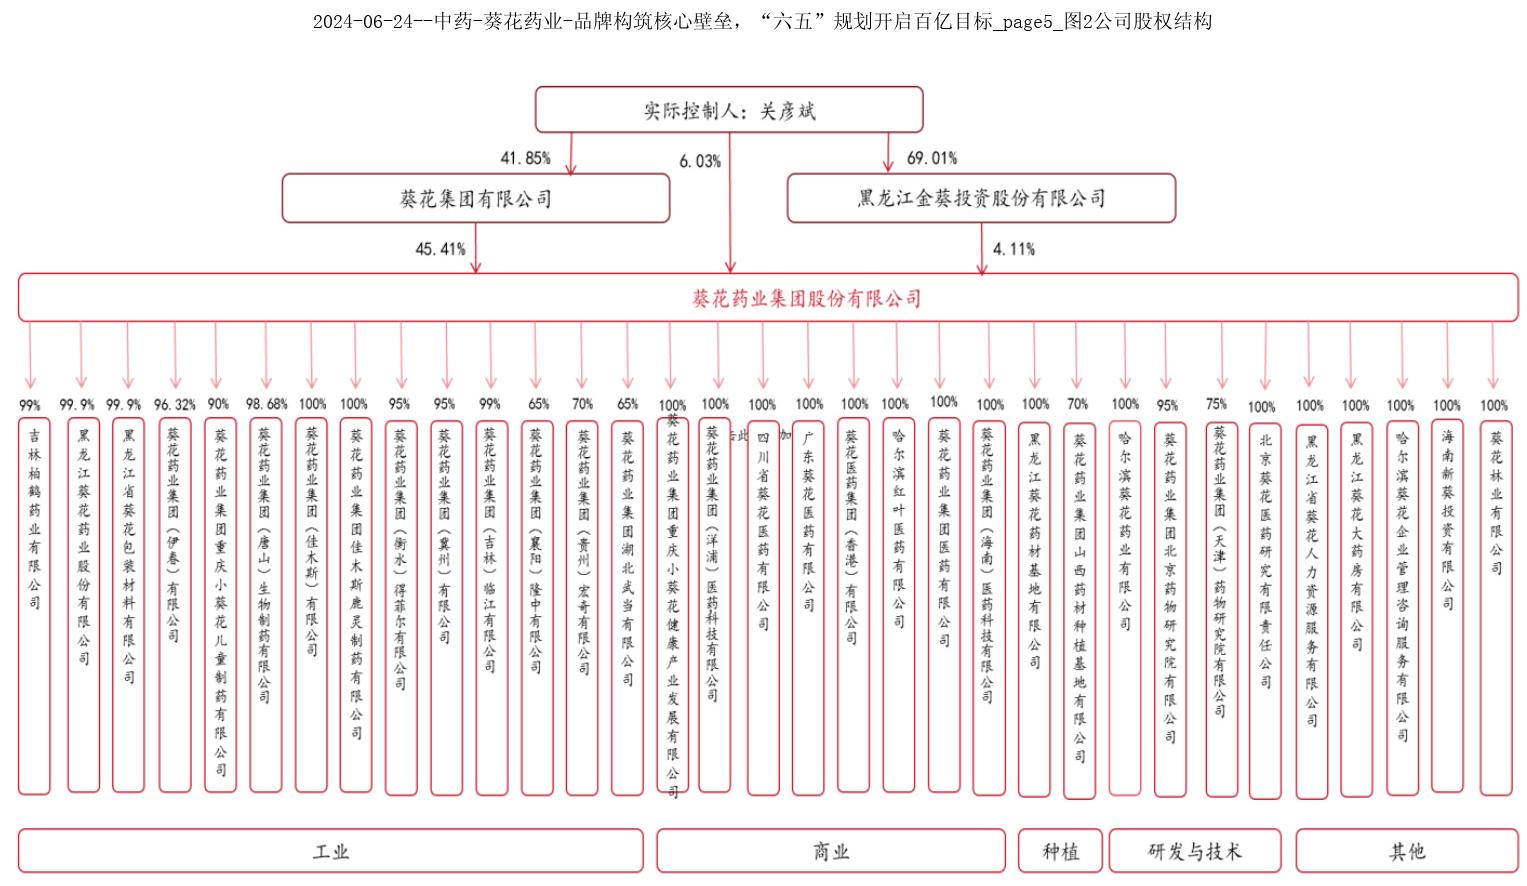 2024-06-24--中药-葵花药业-品牌构筑核心壁垒，“六五”规划开启百亿目标_page5_图2公司股权结构
实际控制人：关彦斌
41.85%
6.03%
69.01%
葵花集团有限公司
黑龙江金葵投资股份有限公司
45.41%
4.11%
葵花药业集团股份有限公司
99%
99.9%
99.9%
96.32%
90%
98.68%
100%
100%
95%
95%
99%
65%
70%
65%
100%
100%
100%
100%
100%
100%
100%
100%
100%
70%
100%
95%
75%
100%
100%
100%
100%
100%
100%
吉林柏鹤药业有限公司
黑龙江葵花药业股份有限公司
黑龙江省葵花包装材料有限公司
葵花药业集团（伊春）有限公司
葵花药业集团重庆小葵花儿童制药有限公司
葵花药业集团（唐山）生物制药有限公司
葵花药业集团（佳木斯）有限公司
葵花药业集团佳木斯鹿灵制药有限公司
葵花药业集团（衡水）得菲尔有限公司
葵花药业集团（冀州）有限公司
葵花药业集团（吉林）临江有限公司
葵花药业集团（襄阳）隆中有限公司
葵花药业集团（贵州）宏奇有限公司
葵花药业集团湖北武当有限公司
葵花药业集团重庆小葵花健康产业发展有限公司
葵花药业集团（洋浦）医药科技有限公司
击此
加
四川省葵花医药有限公司
广东葵花医药有限公司
葵花医药集团（香港）有限公司
哈尔滨红叶医药有限公司
葵花药业集团医药有限公司
葵花药业集团（海南）医药科技有限公司
黑龙江葵花药材基地有限公司
葵花药业集团山西药材种植基地有限公司
哈尔滨葵花药业有限公司
葵花药业集团北京药物研究院有限公司
葵花药业集团（天津）药物研究院有限公司
北京葵花医药研究有限责任公司
黑龙江省葵花人力资源服务有限公司
黑龙江葵花大药房有限公司
哈尔滨葵花企业管理咨询服务有限公司
海南新葵投资有限公司
葵花林业有限公司
工业
商业
种植
研发与技术
其他